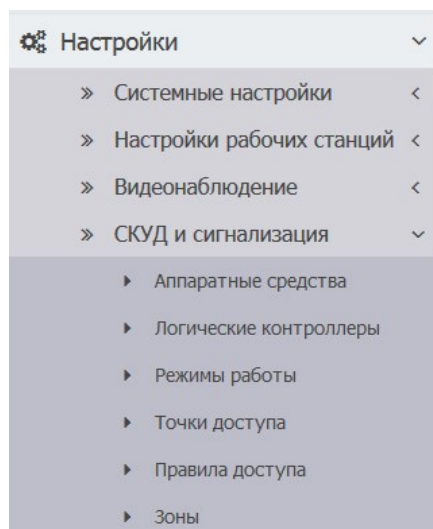 Настройки
Системные настройки
Настройки рабочих станций
Видеонаблюдение
СКУД и сигнализация
Аппаратные средства
Логические контроллеры
Режимы работы
Точки доступа
Правила доступа
Зоны